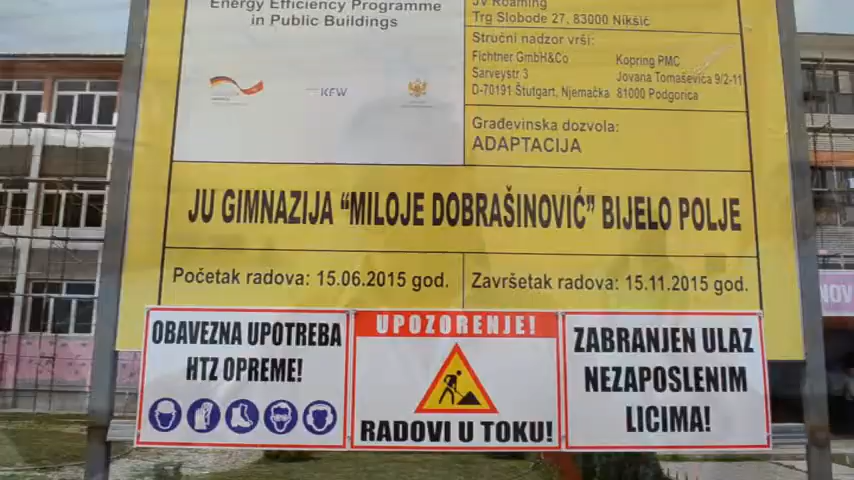 Energy Efficiency Programme
in Public Buildings
KFW
JV Roaming
Trg Slobode 27, 83000 Nikšić
Stručni nadzor vrši:
Fichtner GmbH&Co
Sarveystr 3
D-70191 Štutgart, Njemačka
Kopring PMC
Jovana Tomaševića 9/2-11
81000 Podgorica
Građevinska dozvola:
ADAPTACIJA
JU GIMNAZIJA “MILOJE DOBRAŠINOVIĆ” BIJELO POLJE
Početak radova: 15.06.2015 god.
Završetak radova: 15.11.2015 god.
OBAVEZNA UPOTREBA
HTZ OPREME!
UPOZORENJE!
RADOVI U TOKU!
ZABRANJEN ULAZ
NEZAPOSLENIM
LICIMA!
NOV